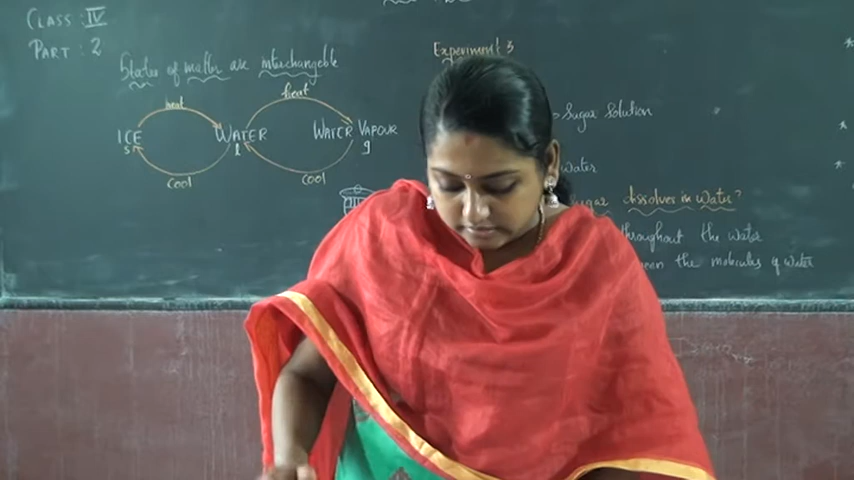 CLASS : IV
PART : 2
States of matter are interchangeable
heat
heat
ICE
WATER
WATER VAPOUR
s
l
g
cool
cool
Experiment 3
Sugar Solution
water
Sugar dissolves in water?
throughout the water
the molecules of water